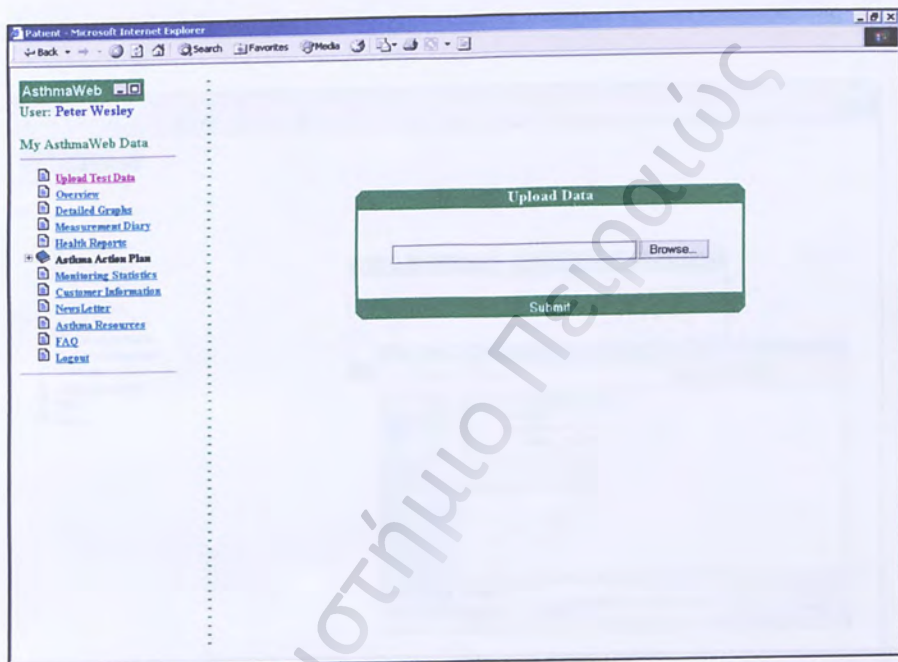 Patient - Microsoft Internet Explorer
Back Search Favorites Media
AsthmaWeb
User: Peter Wesley
My AsthmaWeb Data
Upload Test Data
Overview
Detailed Graphs
Measurement Diary
Health Reports
Asthma Action Plan
Monitoring Statistics
Customer Information
NewsLetter
Asthma Resources
FAQ
Logout
Upload Data
Browse...
Submit
Πειραιώς